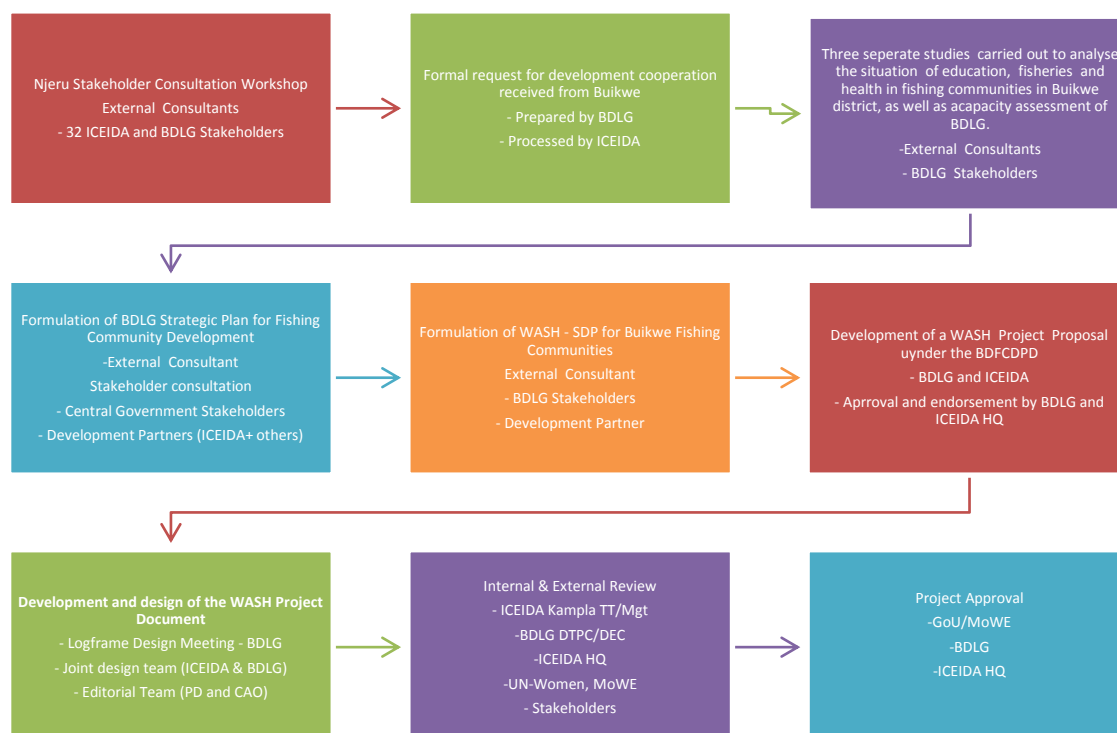 Njeru Stakeholder Consultation Workshop
External Consultants
- 32 ICEIDA and BDLG Stakeholders
Formal request for development cooperation
received from Buikwe
- Prepared by BDLG
- Processed by ICEIDA
Three seperate studies carried out to analyse
the situation of education, fisheries and
health in fishing communities in Buikwe
district, as well as acapacity assessment of
BDLG.
-External Consultants
- BDLG Stakeholders
Formulation of BDLG Strategic Plan for Fishing
Community Development
-External Consultant
Stakeholder consultation
- Central Government Stakeholders
- Development Partners (ICEIDA+ others)
Formulation of WASH - SDP for Buikwe Fishing
Communities
External Consultant
- BDLG Stakeholders
- Development Partner
Development of a WASH Project Proposal
uynder the BDFCDPD
- BDLG and ICEIDA
- Aprroval and endorsement by BDLG and
ICEIDA HQ
Development and design of the WASH Project
Document
- Logframe Design Meeting - BDLG
- Joint design team (ICEIDA & BDLG)
- Editorial Team (PD and CAO)
Internal & External Review
- ICEIDA Kampla TT/Mgt
-BDLG DTPC/DEC
-ICEIDA HQ
-UN-Women, MoWE
- Stakeholders
Project Approval
-GoU/MoWE
-BDLG
-ICEIDA HQ